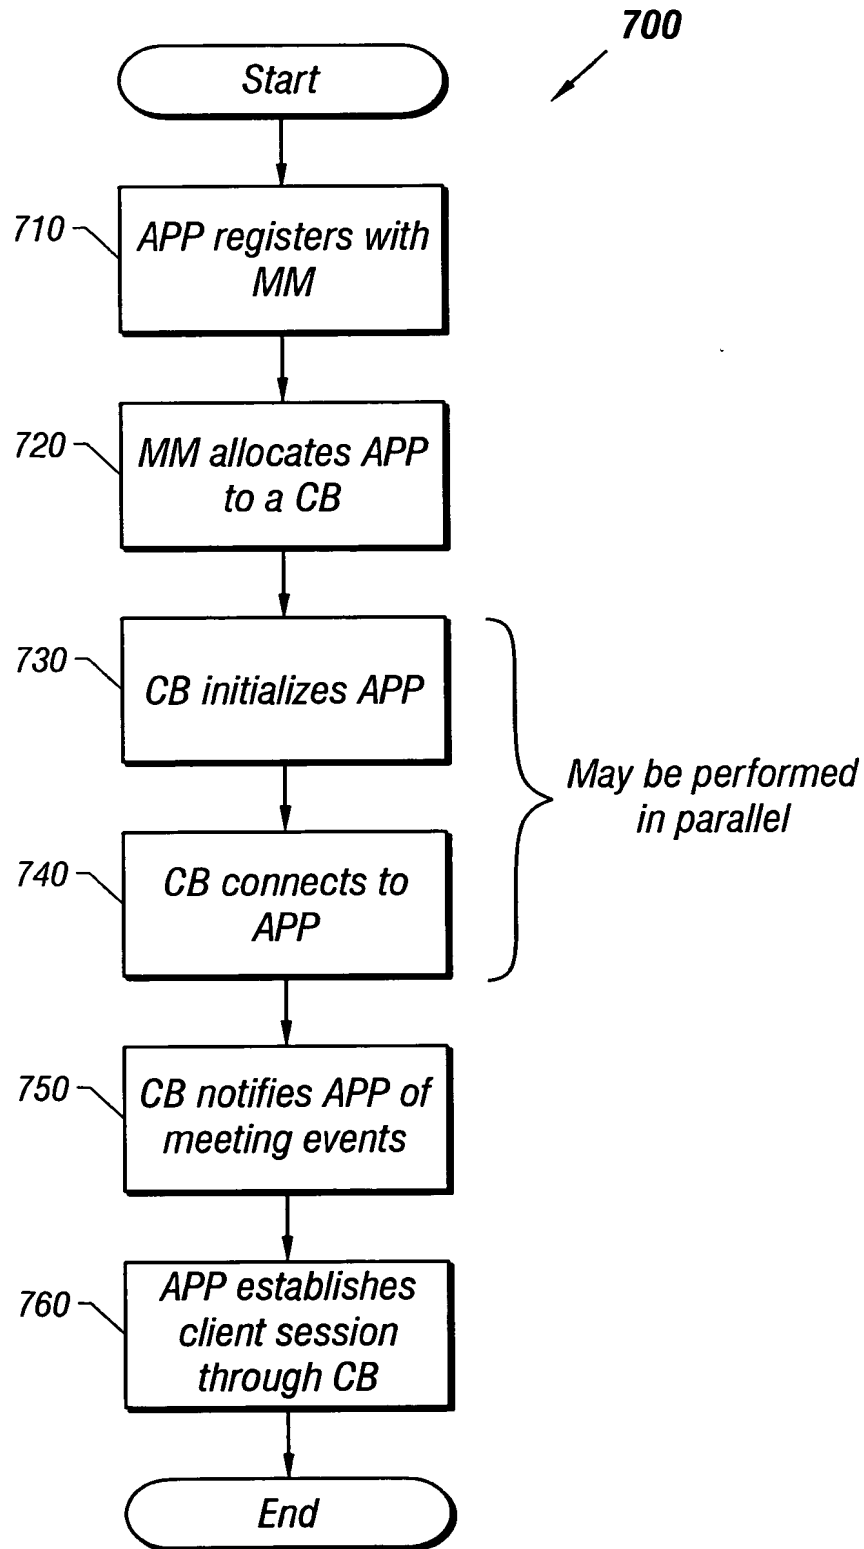 700
Start
710
APP registers with
MM
720
MM allocates APP
to a CB
730
CB initializes APP
May be performed
in parallel
740
CB connects to
APP
750
CB notifies APP of
meeting events
760
APP establishes
client session
through CB
End